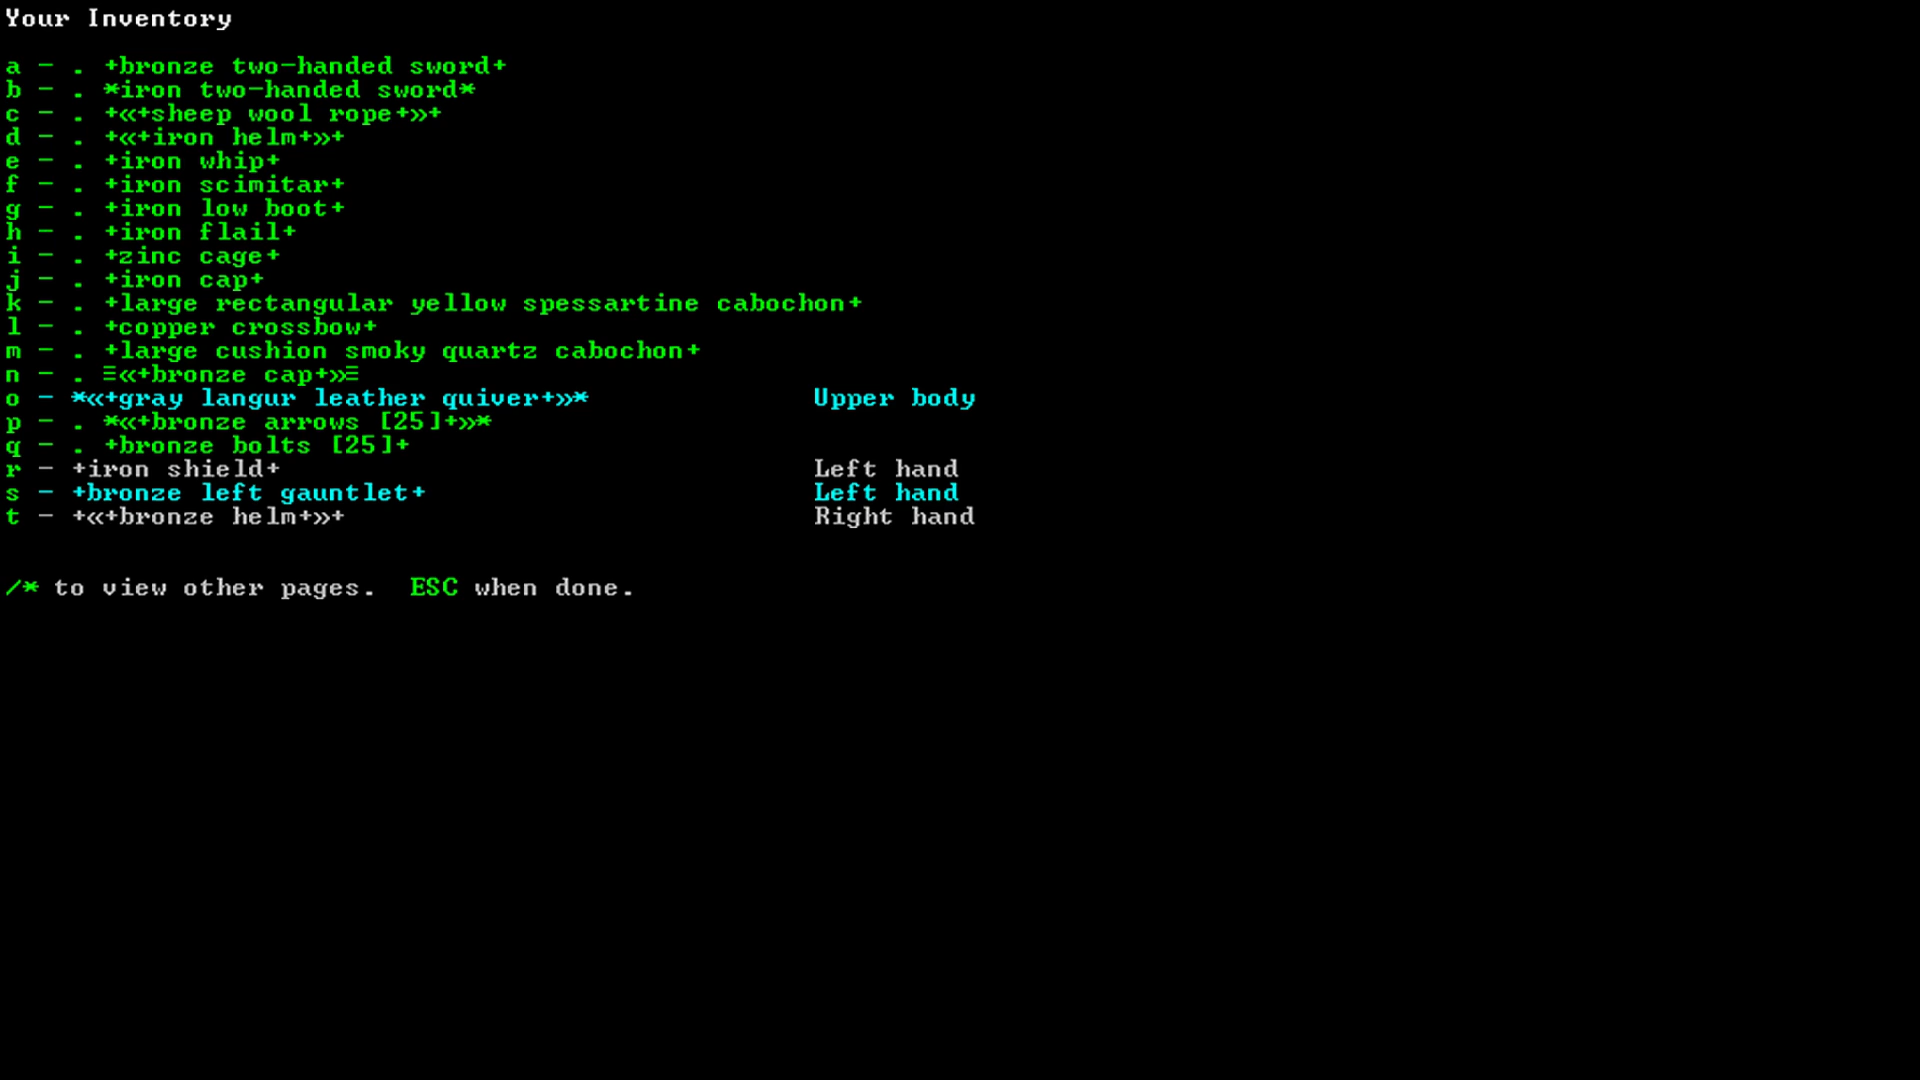 Your Inventory
a - . +bronze two-handed sword+
b - . *iron two-handed sword*
c - . +«+sheep wool rope+»+
d - . +«+iron helm+»+
e - . +iron whip+
f - . +iron scimitar+
g - . +iron low boot+
h - . +iron flail+
i - . +zinc cage+
j - . +iron cap+
k - . +large rectangular yellow spessartine cabochon+
l - . +copper crossbow+
m - . +large cushion smoky quartz cabochon+
n - . ≡«+bronze cap+»≡
o - *«+gray langur leather quiver+»* Upper body
p - . *«+bronze arrows [25]+»*
q - . +bronze bolts [25]+
r - +iron shield+ Left hand
s - +bronze left gauntlet+ Left hand
t - +«+bronze helm+»+ Right hand
/* to view other pages. ESC when done.